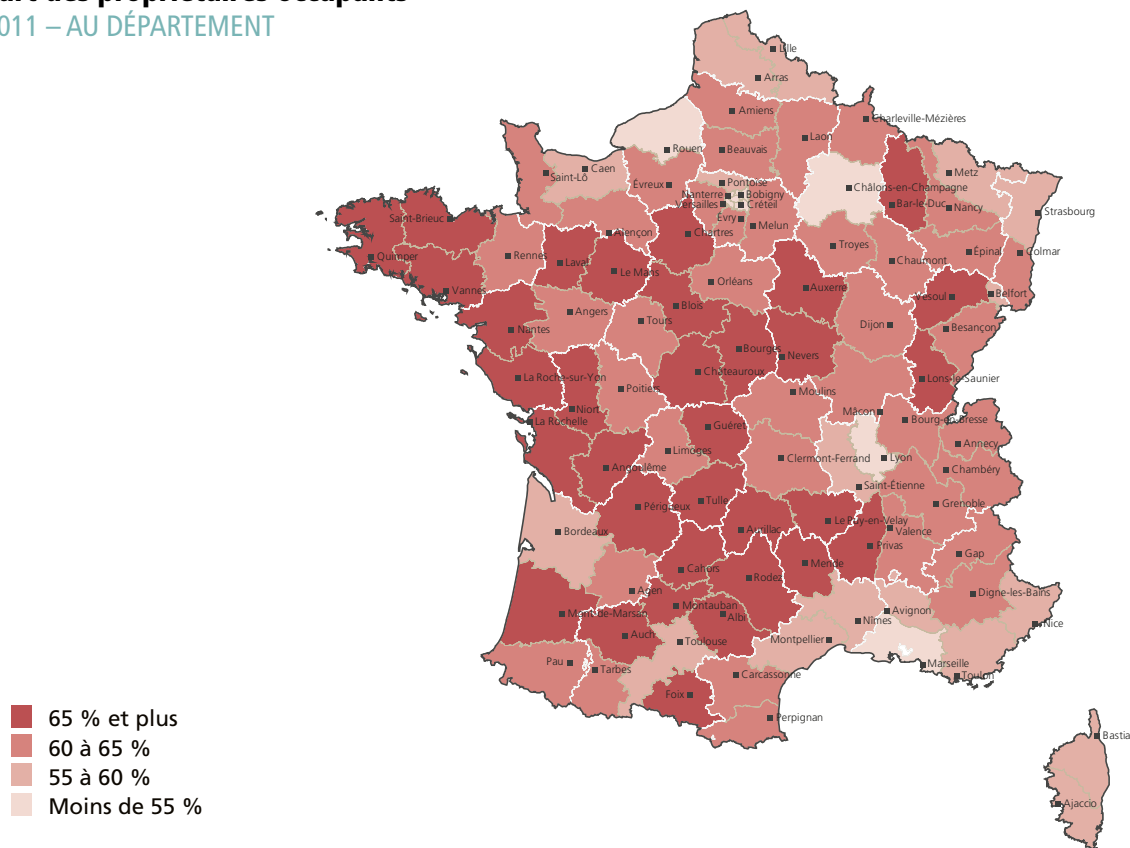 art des propriétaires occupants
011 – AU DÉPARTEMENT
Lille
Arras
Amiens
Charleville-Mézières
Laon
Rouen
Beauvais
Caen
Saint-Lô
Évreux
Pontoise
Nanterre
Bobigny
Versailles
Créteil
Évry
Melun
Châlons-en-Champagne
Metz
Bar-le-Duc
Nancy
Strasbourg
Saint-Brieuc
Alençon
Chartres
Troyes
Chaumont
Épinal
Colmar
Quimper
Rennes
Laval
Le Mans
Orléans
Auxerre
Vesoul
Belfort
Vannes
Blois
Angers
Tours
Nantes
Dijon
Besançon
Bourges
Nevers
Châteauroux
La Roche-sur-Yon
Poitiers
Moulins
Lons-le-Saunier
Niort
Mâcon
La Rochelle
Guéret
Bourg-en-Bresse
Annecy
Limoges
Clermont-Ferrand
Lyon
Angoulême
Chambéry
Saint-Étienne
Périgueux
Tulle
Grenoble
Bordeaux
Aurillac
Le Puy-en-Velay
Valence
Privas
Gap
Cahors
Rodez
Mende
Agen
Digne-les-Bains
Mont-de-Marsan
Montauban
Albi
Avignon
Nîmes
Nice
Auch
Toulouse
Montpellier
Pau
Tarbes
Marseille
Carcassonne
Toulon
Foix
Perpignan
Bastia
Ajaccio
65 % et plus
60 à 65 %
55 à 60 %
Moins de 55 %